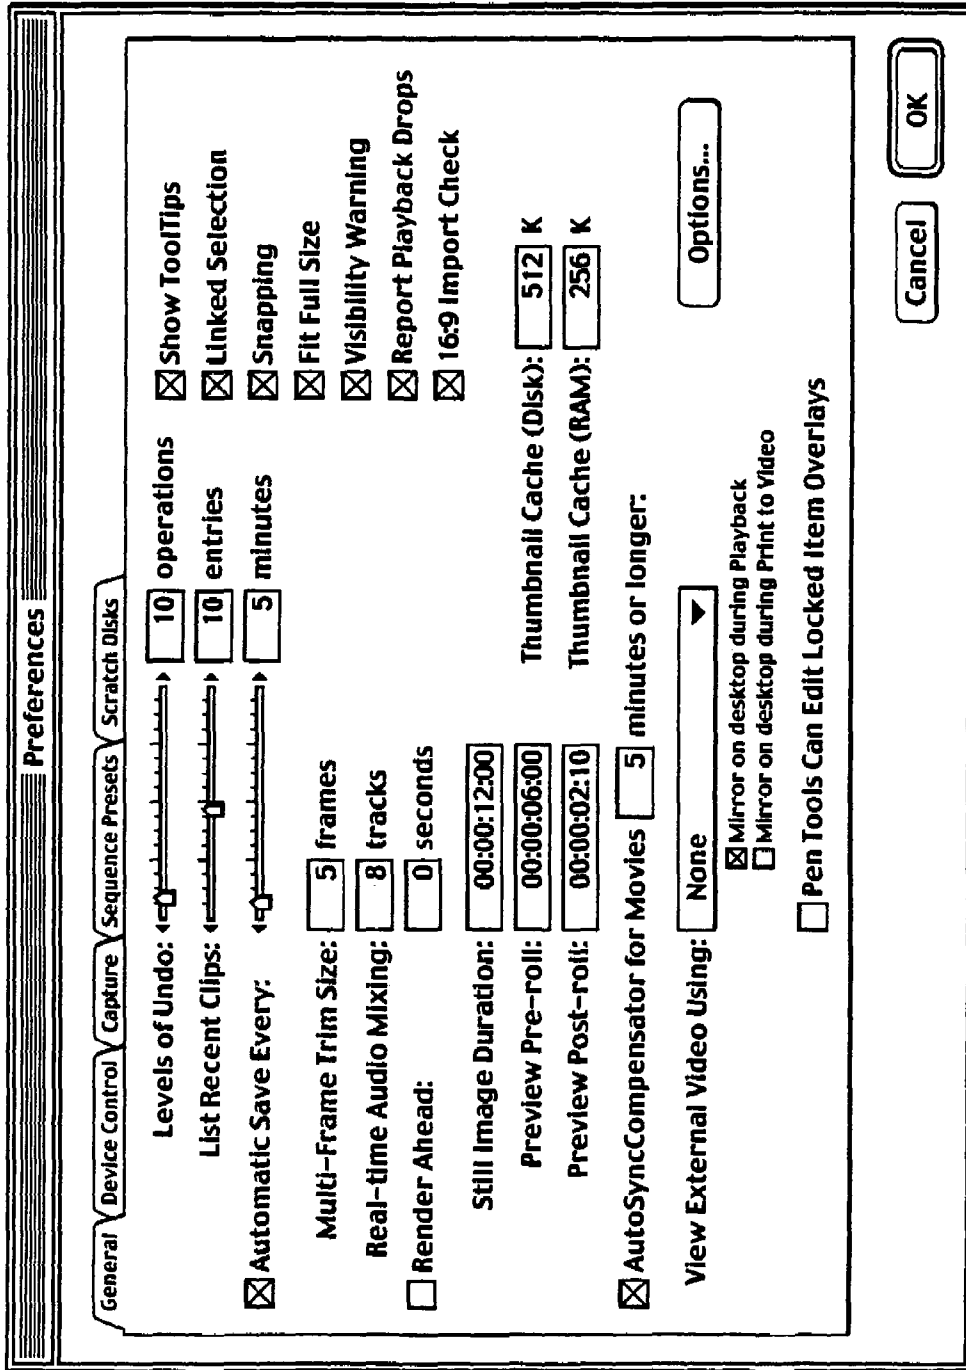 Preferences
General Device Control Capture Sequence Presets Scratch Disks
Levels of Undo: 10 operations
List Recent Clips: 10 entries
Automatic Save Every: 5 minutes
Multi-Frame Trim Size: 5 frames
Real-time Audio Mixing: 8 tracks
Render Ahead: 0 seconds
Show ToolTips
Linked Selection
Snapping
Fit Full Size
Visibility Warning
Report Playback Drops
16:9 Import Check
Still Image Duration: 00:00:12:00
Preview Pre-roll: 00:00:06:00
Preview Post-roll: 00:00:02:10
Thumbnail Cache (Disk): 512 K
Thumbnail Cache (RAM): 256 K
AutoSyncCompensator for Movies 5 minutes or longer:
View External Video Using: None Options...
Mirror on desktop during Playback
Mirror on desktop during Print to Video
Pen Tools Can Edit Locked Item Overlays
Cancel OK